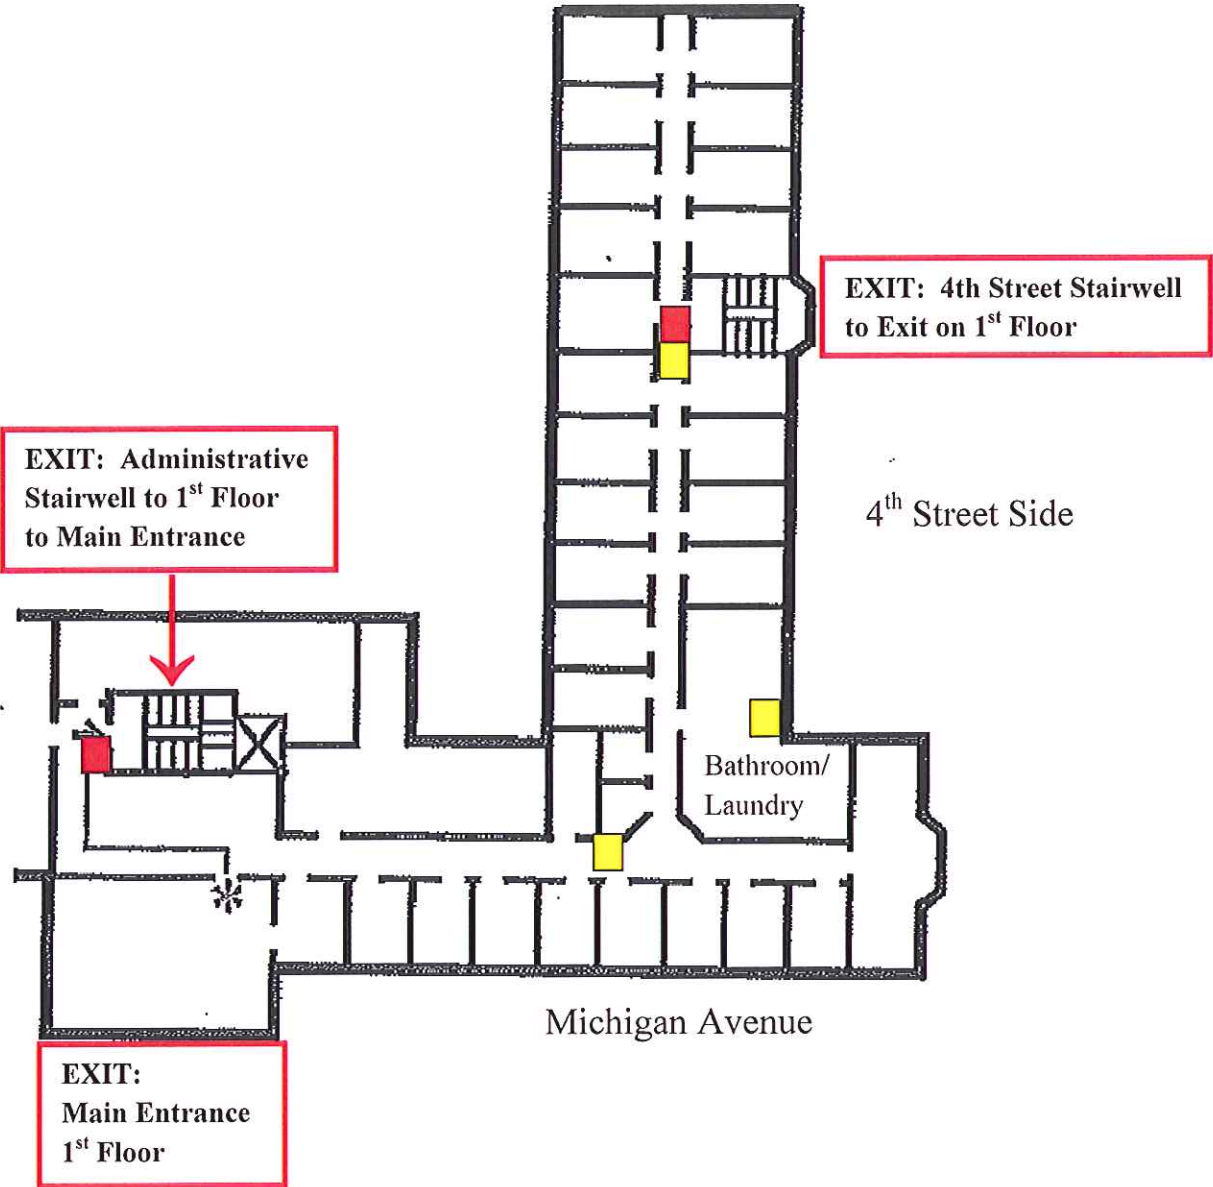 EXIT:  4th Street Stairwell
to Exit on 1st Floor
EXIT:  Administrative
Stairwell to 1st Floor
to Main Entrance
4th Street Side
Bathroom/
Laundry
Michigan Avenue
EXIT:
Main Entrance
1st Floor